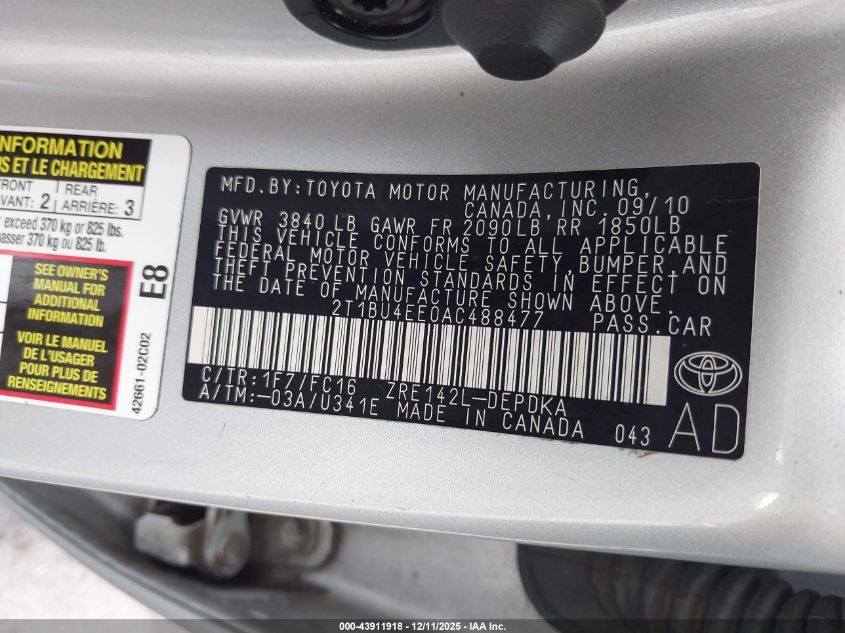 INFORMATION
S ET LE CHARGEMENT
FRONT REAR
AVANT: 2 ARRIÈRE: 3
exceed 370 kg or 825 lbs.
passer 370 kg ou 825 lb.
SEE OWNER'S
MANUAL FOR
ADDITIONAL
INFORMATION
VOIR LE MANUEL
DE L'USAGER
POUR PLUS DE
RENSEIGNEMENTS
E8
42661-02C02
MFD.BY:TOYOTA MOTOR MANUFACTURING,
CANADA,INC. 09/10
GVWR 3840 LB GAWR FR 2090LB RR 1850LB
THIS VEHICLE CONFORMS TO ALL APPLICABLE
FEDERAL MOTOR VEHICLE SAFETY,BUMPER,AND
THEFT PREVENTION STANDARDS IN EFFECT ON
THE DATE OF MANUFACTURE SHOWN ABOVE.
2T1BU4EE0AC488477 PASS.CAR
C/TR:1F7/FC16 ZRE142L-DEPDKA
A/TM:-03A/U341E MADE IN CANADA 043
AD
000-43911918 - 12/11/2025 - IAA Inc.